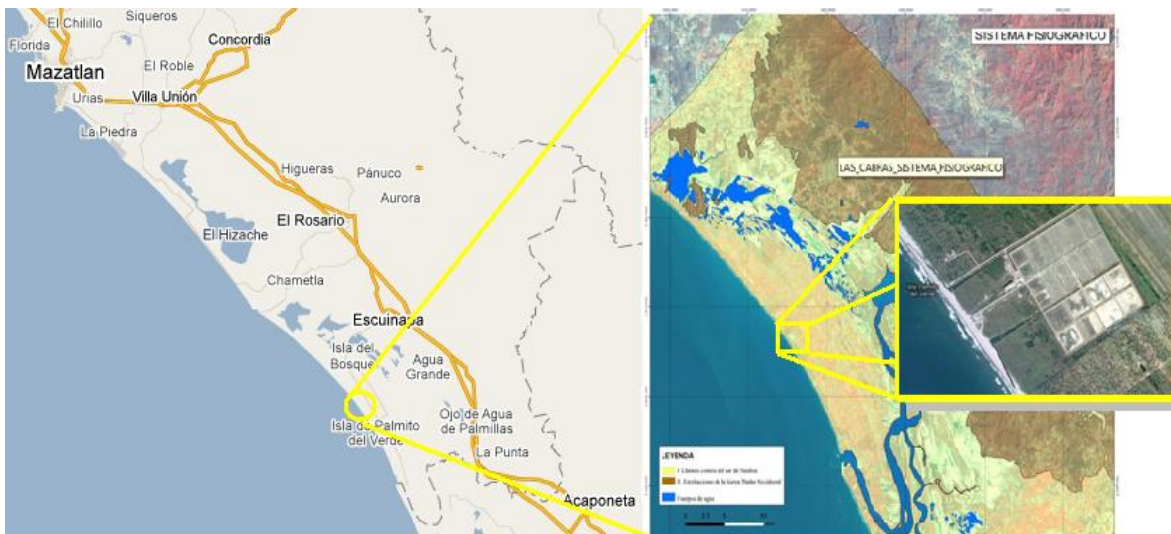 Siqueros
El Chilillo
Concordia
Florida
El Roble
Mazatlan
Villa Unión
Urias
La Piedra
Higueras
Pánuco
Aurora
El Rosario
El Hizache
Chametla
Escuinapa
Isla del
Bosque
Agua
Grande
Isla de Palmito
del Verde
Ojo de Agua
de Palmillas
La Punta
Acaponeta
SISTEMA FISIOGRAFICO
LAS_CABRAS_SISTEMA_FISIOGRAFICO
LEYENDA
Cuerpos de agua